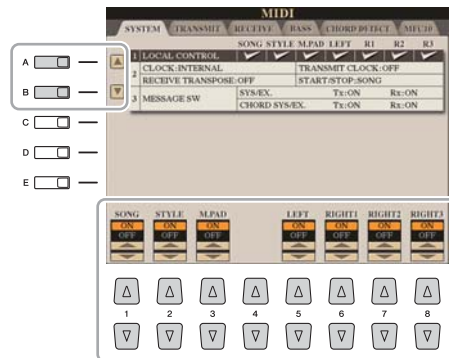 MIDI
SYSTEM TRANSMIT RECEIVE BASS CHORD DETECT MFC10
SONG STYLE M.PAD LEFT R1 R2 R3
1 LOCAL CONTROL
2 CLOCK:INTERNAL TRANSMIT CLOCK:OFF
RECEIVE TRANSPOSE:OFF START/STOP:SONG
3 MESSAGE SW SYS/EX. Tx:ON Rx:ON
CHORD SYS/EX. Tx:ON Rx:ON
A
B
C
D
E
SONG STYLE M.PAD LEFT RIGHT1 RIGHT2 RIGHT3
ON ON ON ON ON ON ON
OFF OFF OFF OFF OFF OFF OFF
1 2 3 4 5 6 7 8